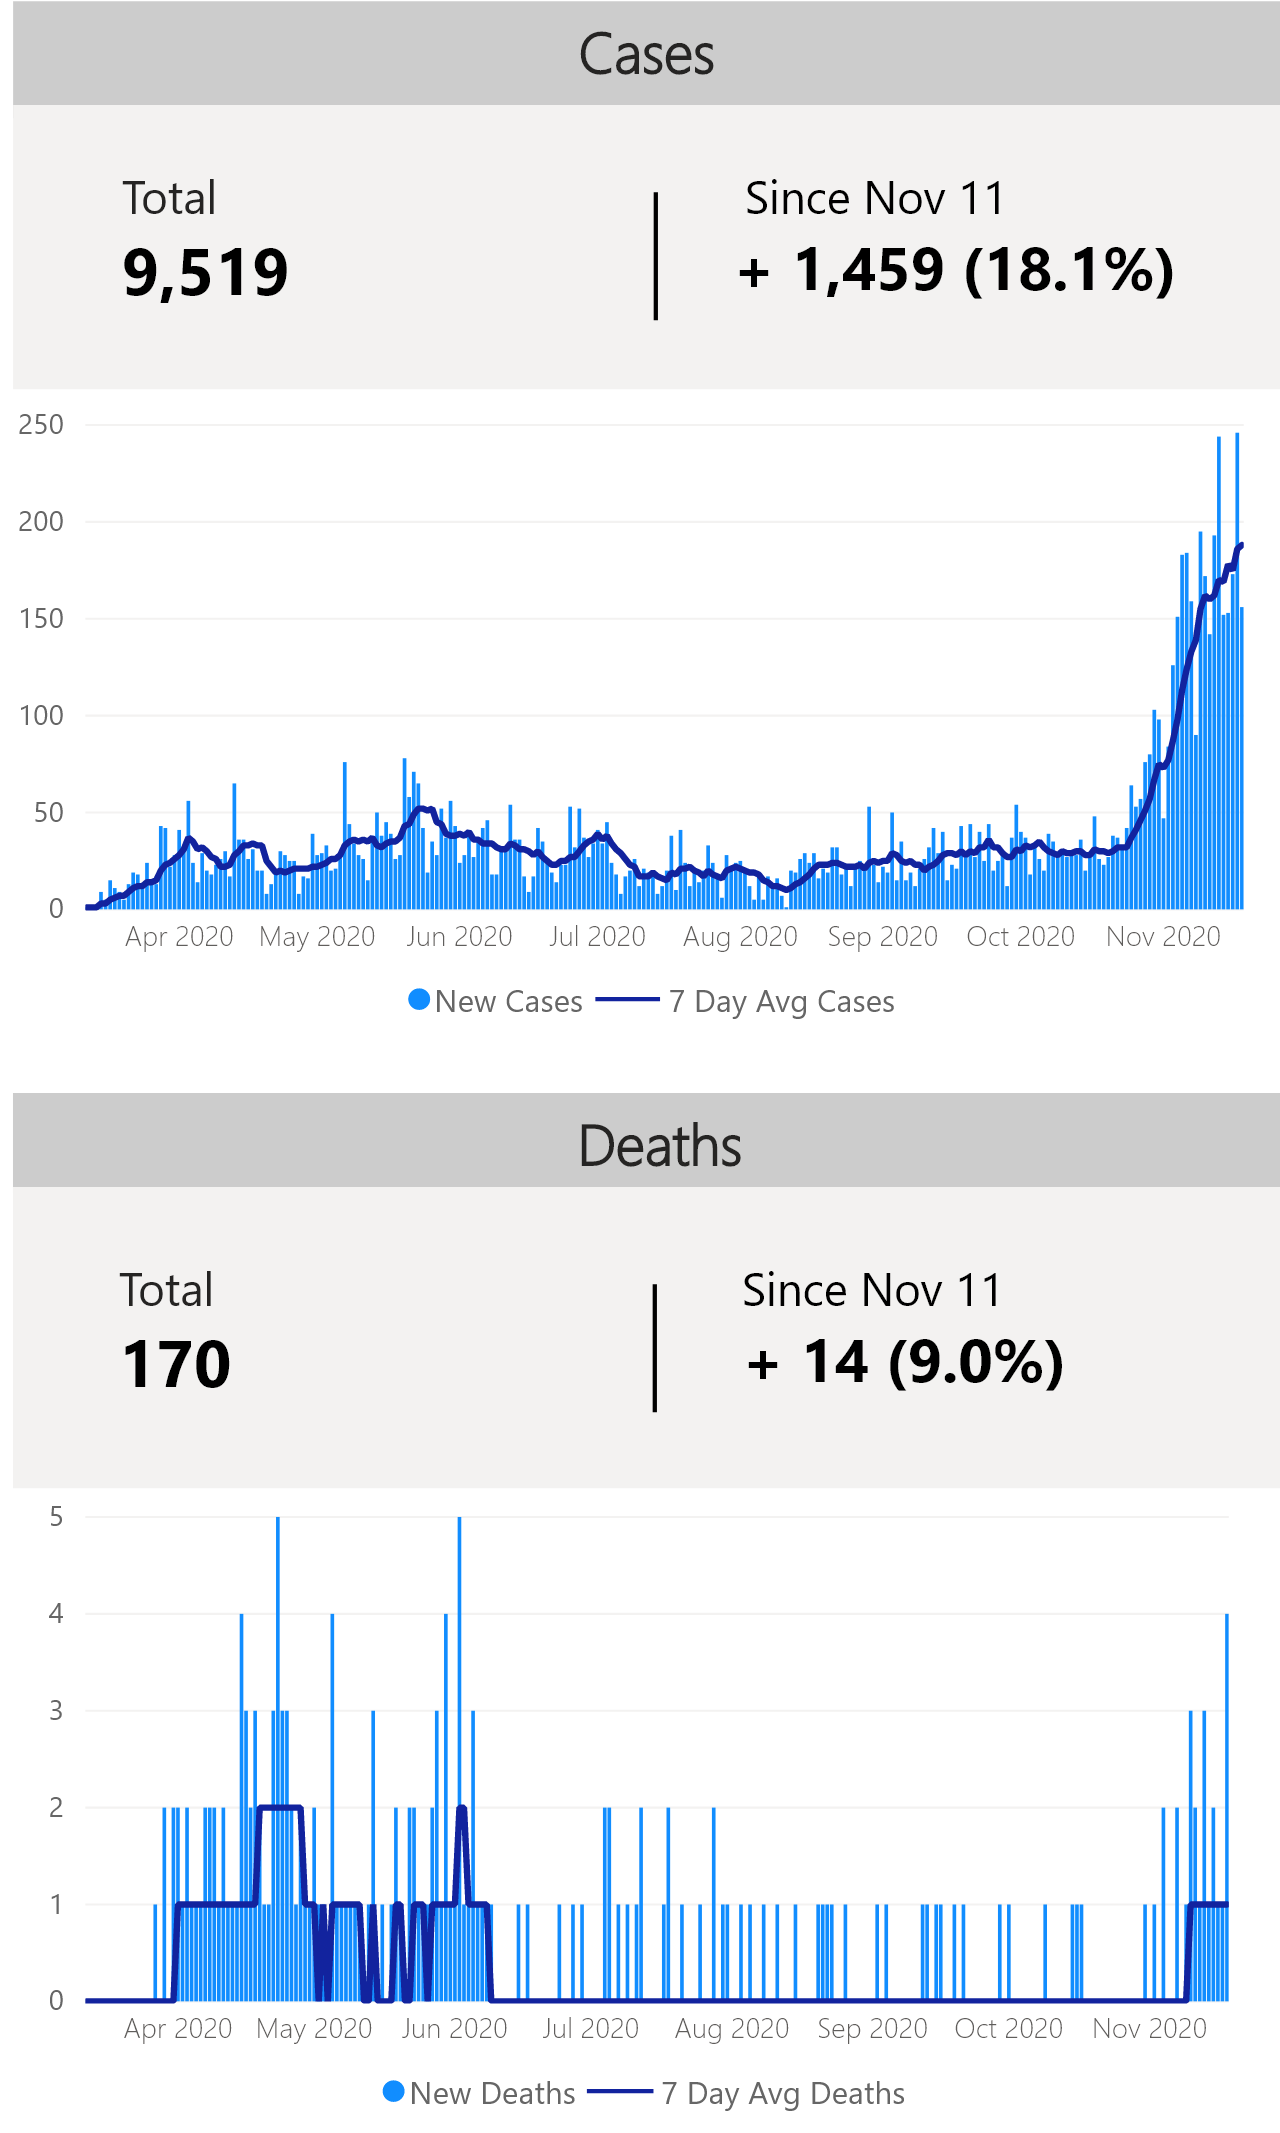 Cases
Total
Since Nov 11
9,519
+ 1,459 (18.1%)
250
200
150
100
50
0
Apr 2020 May 2020 Jun 2020 Jul 2020 Aug 2020 Sep 2020 Oct 2020 Nov 2020
New Cases 7 Day Avg Cases
Deaths
Total
Since Nov 11
170
+ 14 (9.0%)
5
4
3
2
1
0
Apr 2020 May 2020 Jun 2020 Jul 2020 Aug 2020 Sep 2020 Oct 2020 Nov 2020
New Deaths 7 Day Avg Deaths